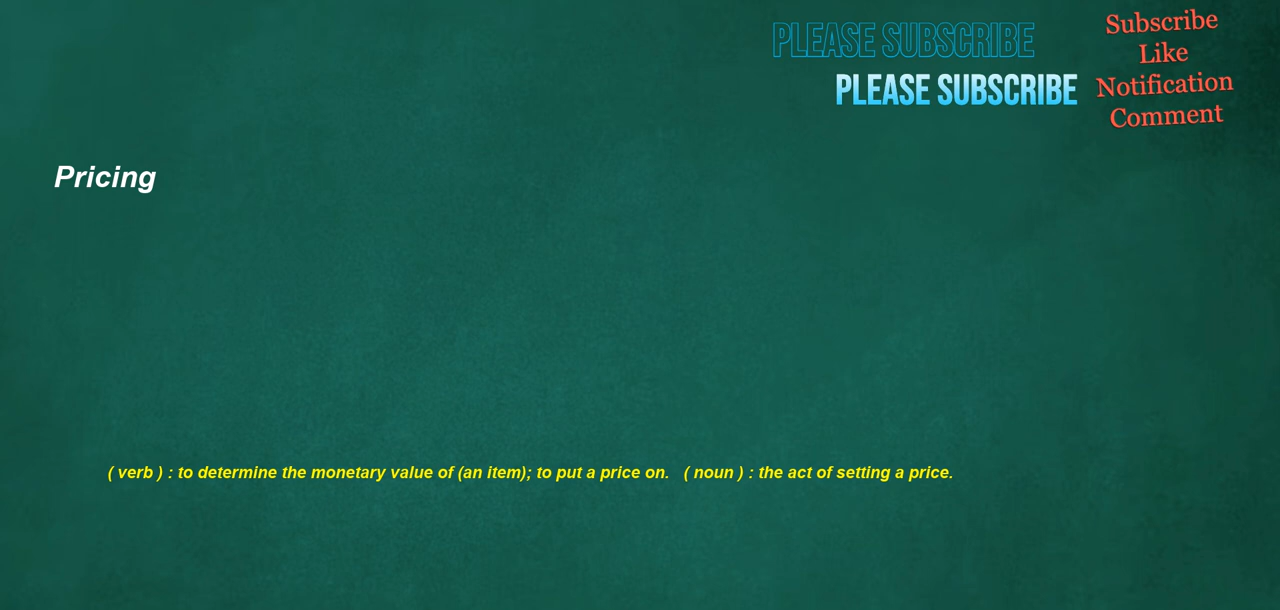 PLEASE SUBSCRIBE
PLEASE SUBSCRIBE
Subscribe
Like
Notification
Comment
Pricing
( verb ) : to determine the monetary value of (an item); to put a price on.   ( noun ) : the act of setting a price.